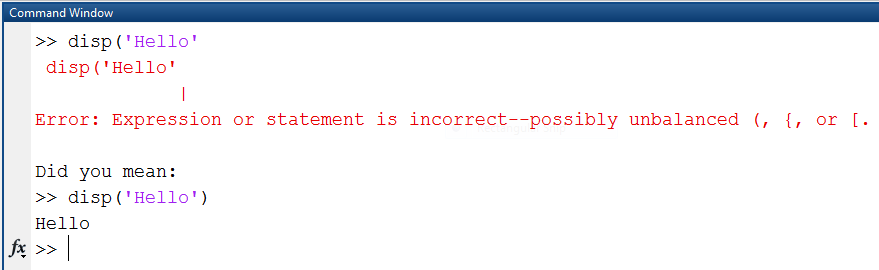 Command Window
>> disp('Hello'
disp('Hello'
|
Error: Expression or statement is incorrect--possibly unbalanced (, {, or [.
Did you mean:
>> disp('Hello')
Hello
fx >>